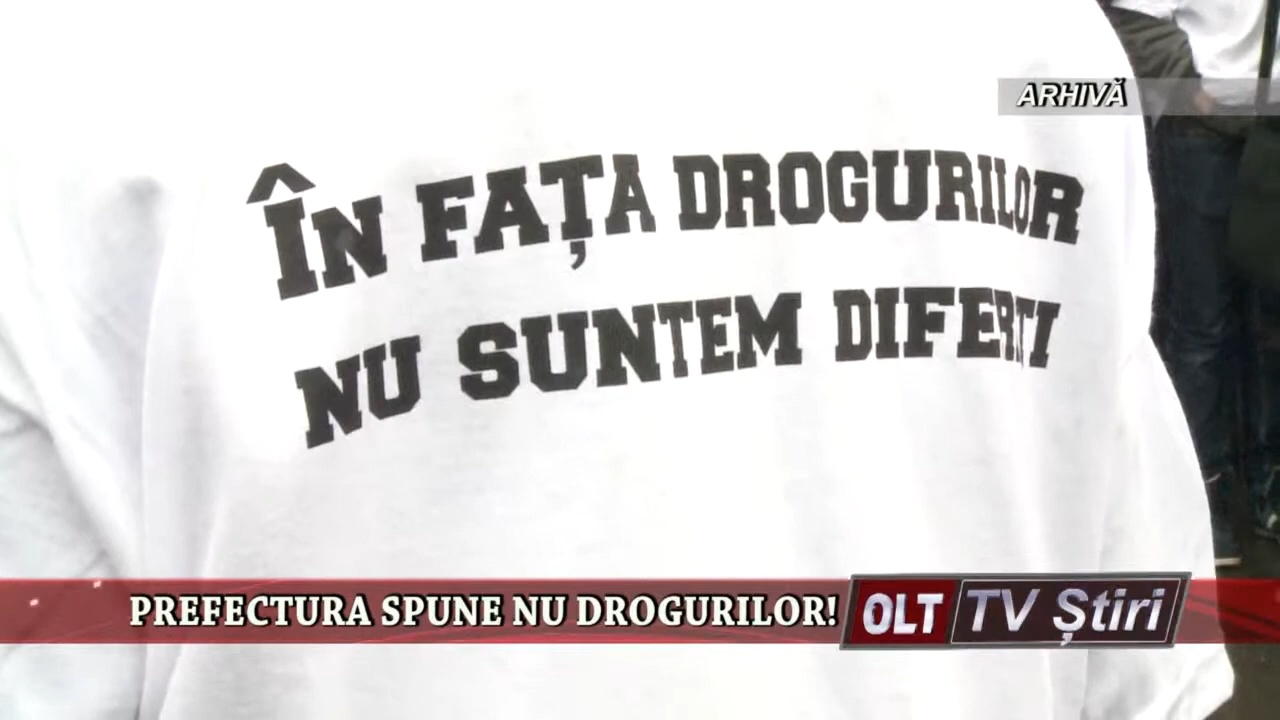 ARHIVĂ
ÎN FAȚA DROGURILOR
NU SUNTEM DIFERIȚI
PREFECTURA SPUNE NU DROGURILOR!
OLT TV Știri